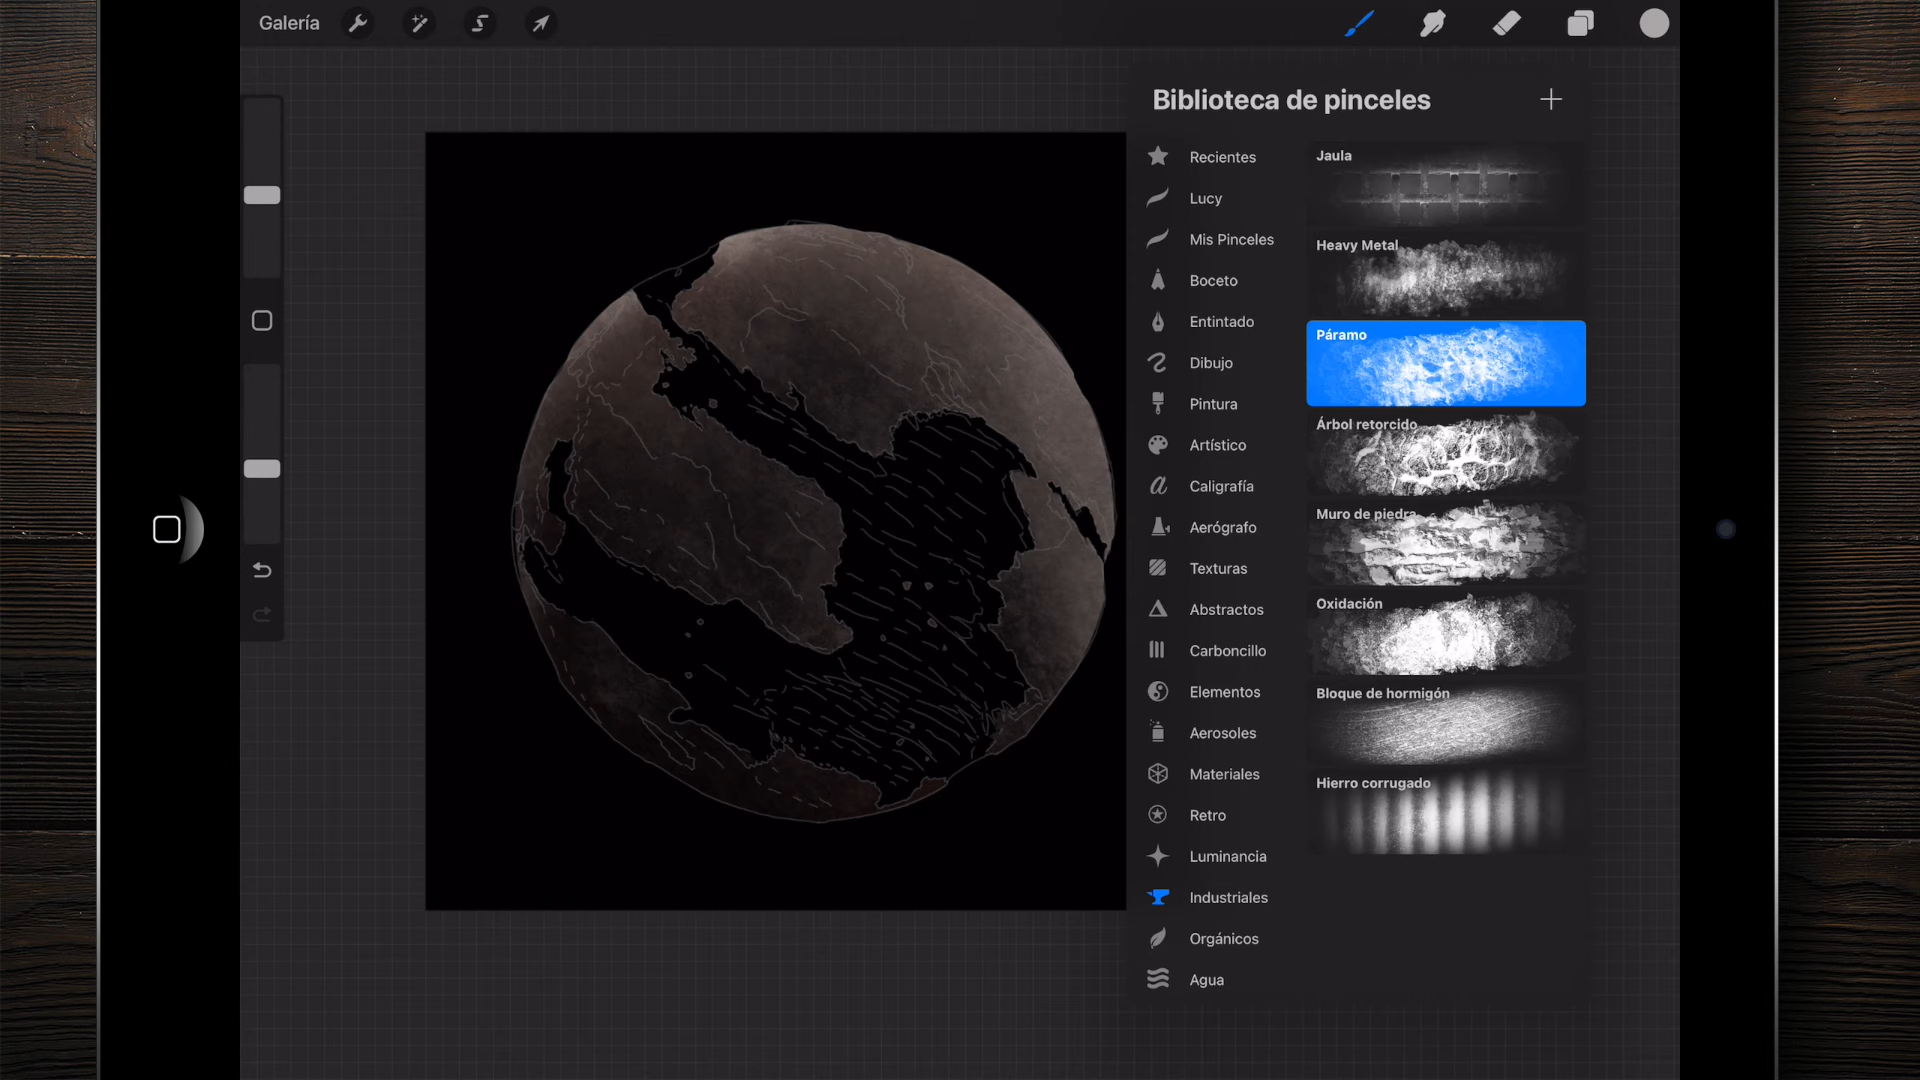 Galería
Biblioteca de pinceles
Recientes
Lucy
Mis Pinceles
Boceto
Entintado
Dibujo
Pintura
Artístico
Caligrafía
Aerógrafo
Texturas
Abstractos
Carboncillo
Elementos
Aerosoles
Materiales
Retro
Luminancia
Industriales
Orgánicos
Agua
Jaula
Heavy Metal
Páramo
Árbol retorcido
Muro de piedra
Oxidación
Bloque de hormigón
Hierro corrugado